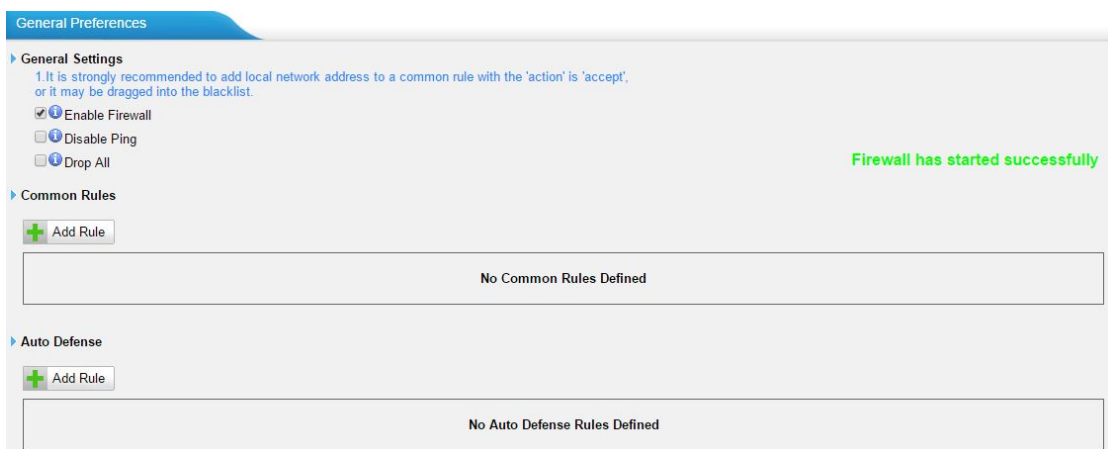 General Preferences
General Settings
1.It is strongly recommended to add local network address to a common rule with the 'action' is 'accept',
or it may be dragged into the blacklist.
Enable Firewall
Disable Ping
Drop All
Firewall has started successfully
Common Rules
Add Rule
No Common Rules Defined
Auto Defense
Add Rule
No Auto Defense Rules Defined